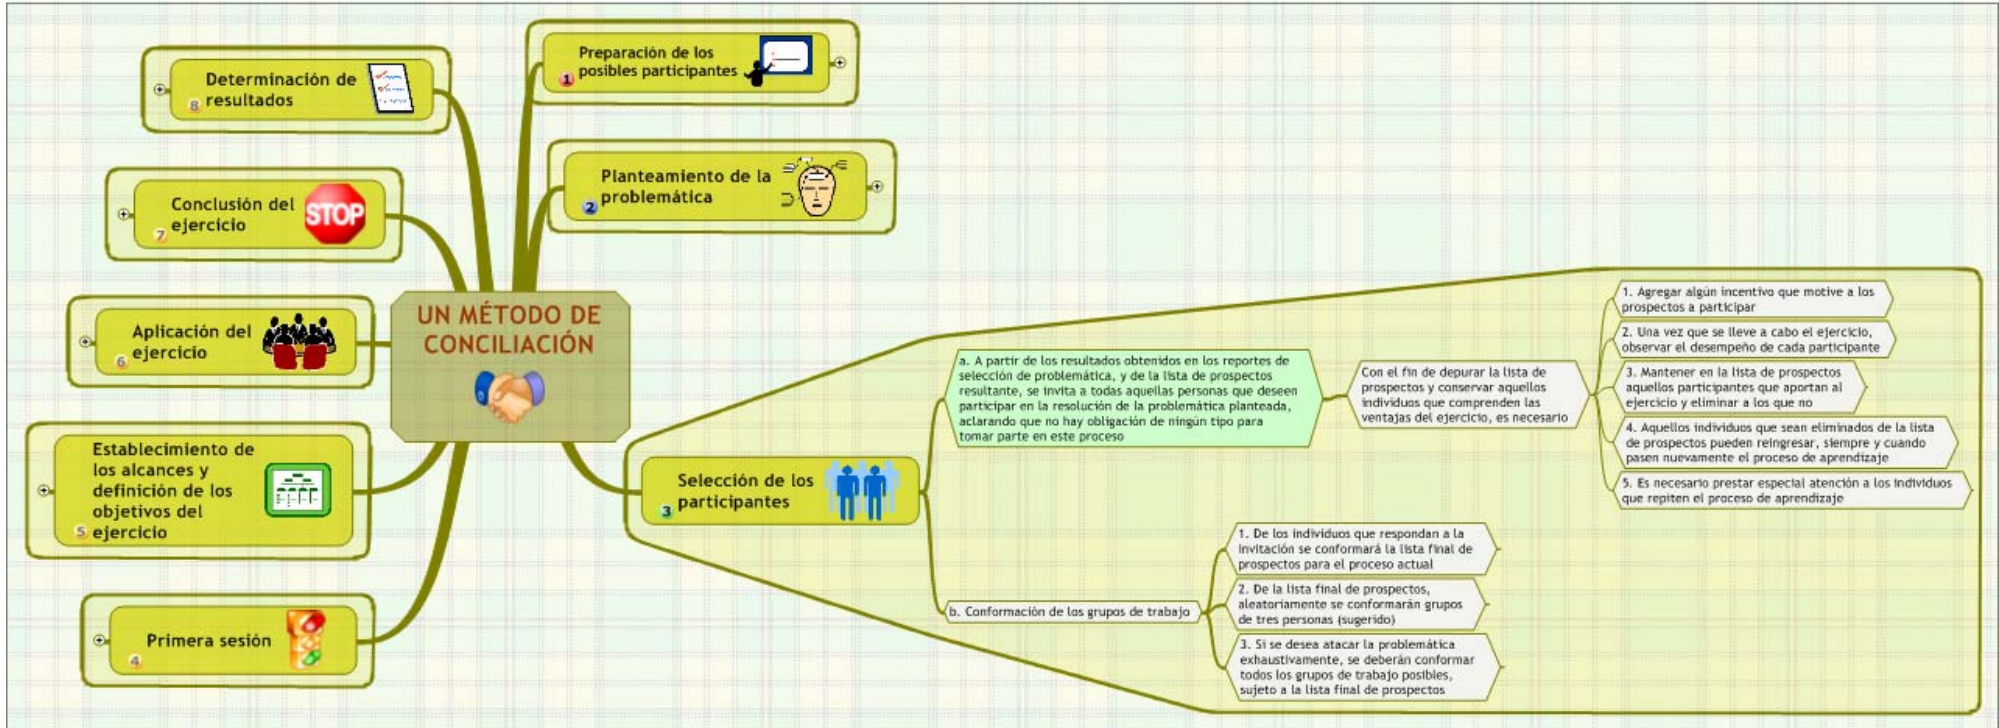 UN MÉTODO DE
CONCILIACIÓN
1
Preparación de los
posibles participantes
2
Planteamiento de la
problemática
3
Selección de los
participantes
a. A partir de los resultados obtenidos en los reportes de
selección de problemática, y de la lista de prospectos
resultante, se invita a todas aquellas personas que deseen
participar en la resolución de la problemática planteada,
aclarando que no hay obligación de ningún tipo para
tomar parte en este proceso
Con el fin de depurar la lista de
prospectos y conservar aquellos
individuos que comprenden las
ventajas del ejercicio, es necesario
1. Agregar algún incentivo que motive a los
prospectos a participar
2. Una vez que se lleve a cabo el ejercicio,
observar el desempeño de cada participante
3. Mantener en la lista de prospectos
aquellos participantes que aportan al
ejercicio y eliminar a los que no
4. Aquellos individuos que sean eliminados de la lista
de prospectos pueden reingresar, siempre y cuando
pasen nuevamente el proceso de aprendizaje
5. Es necesario prestar especial atención a los individuos
que repiten el proceso de aprendizaje
b. Conformación de los grupos de trabajo
1. De los individuos que respondan a la
invitación se conformará la lista final de
prospectos para el proceso actual
2. De la lista final de prospectos,
aleatoriamente se conformarán grupos
de tres personas (sugerido)
3. Si se desea atacar la problemática
exhaustivamente, se deberán conformar
todos los grupos de trabajo posibles,
sujeto a la lista final de prospectos
4
Primera sesión
5
Establecimiento de
los alcances y
definición de los
objetivos del
ejercicio
6
Aplicación del
ejercicio
7
Conclusión del
ejercicio
STOP
8
Determinación de
resultados